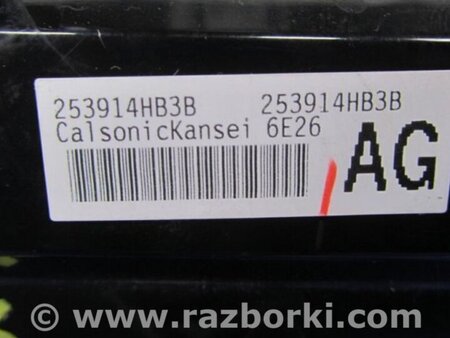 253914HB3B 253914HB3B
CalsonicKansei 6E26
AG
© www.razborki.com